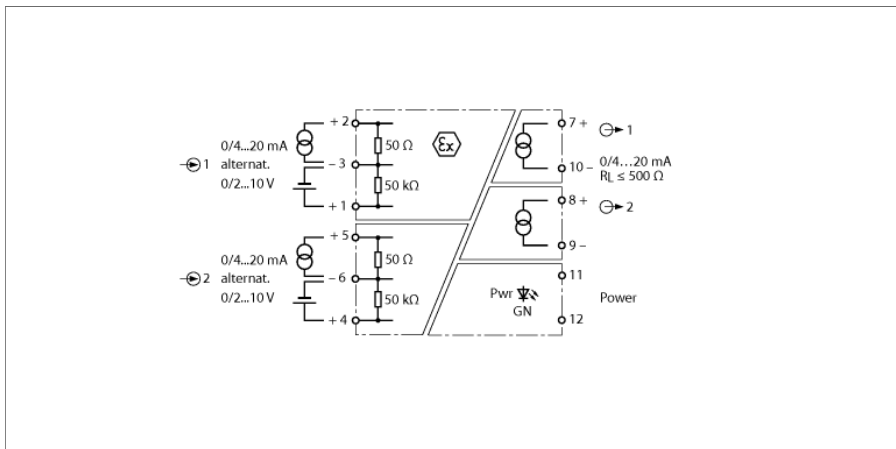 + 2
0/4...20 mA
1 alternat.
0/2...10 V
– 3
+ 1
50 Ω
50 kΩ
Ex
7 +
1
10 –
0/4...20 mA
RL ≤ 500 Ω
8 +
2
9 –
+ 5
0/4...20 mA
2 alternat.
0/2...10 V
– 6
+ 4
50 Ω
50 kΩ
11
Pwr
GN
Power
12